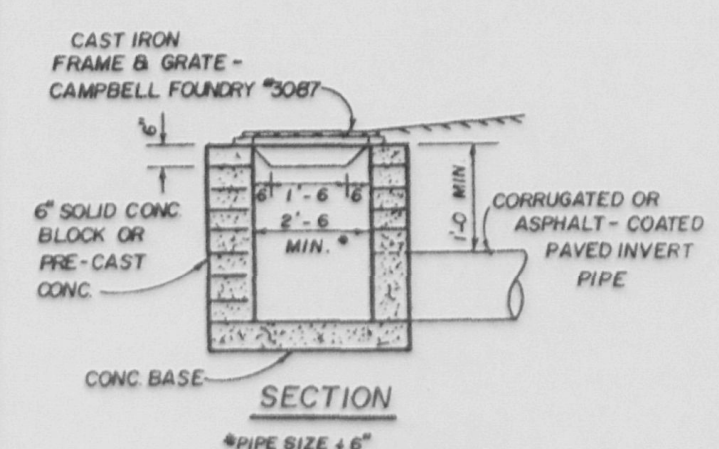 CAST IRON
FRAME & GRATE -
CAMPBELL FOUNDRY #3087
6"
6" 1'-6 6"
2'-6
MIN. *
1'-0 MIN.
6" SOLID CONC.
BLOCK OR
PRE-CAST
CONC.
CORRUGATED OR
ASPHALT-COATED
PAVED INVERT
PIPE
CONC. BASE
SECTION
*PIPE SIZE + 6"